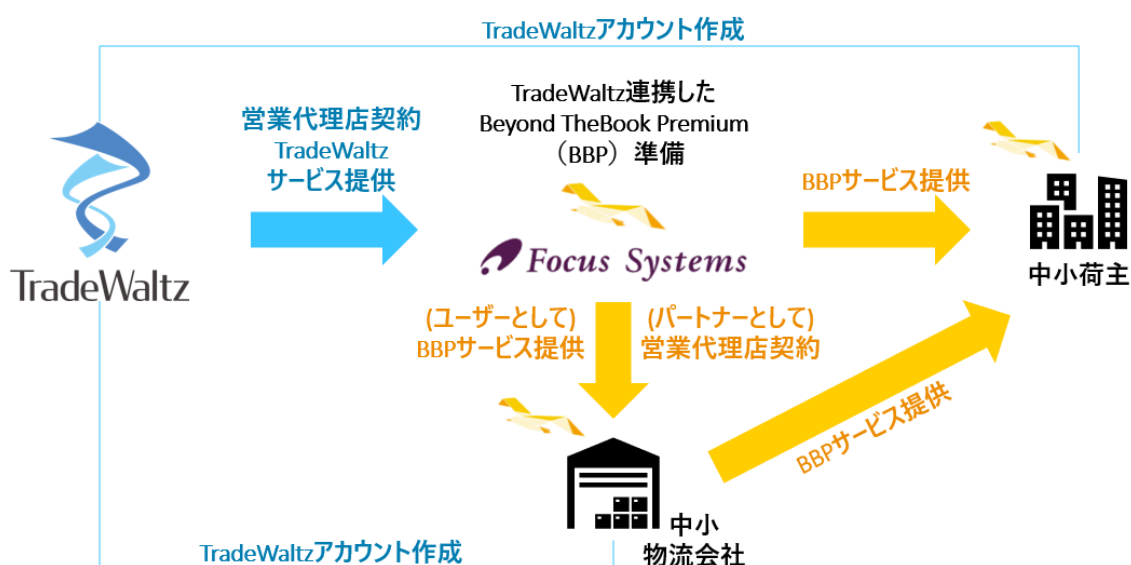 TradeWaltzアカウント作成
営業代理店契約
TradeWaltz
サービス提供
TradeWaltz連携した
Beyond TheBook Premium
（BBP）準備
BBPサービス提供
TradeWaltz
Focus Systems
中小荷主
(ユーザーとして)
BBPサービス提供
(パートナーとして)
営業代理店契約
BBPサービス提供
中小
物流会社
TradeWaltzアカウント作成